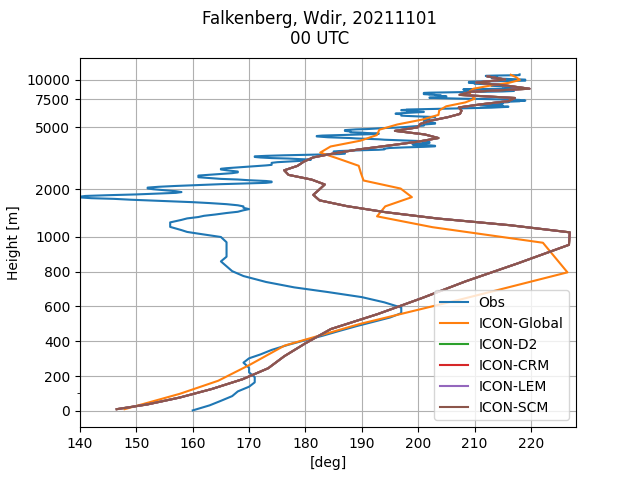 Falkenberg, Wdir, 20211101
00 UTC
Height [m]
10000
7500
5000
2000
1000
800
600
400
200
0
Obs
ICON-Global
ICON-D2
ICON-CRM
ICON-LEM
ICON-SCM
140 150 160 170 180 190 200 210 220
[deg]